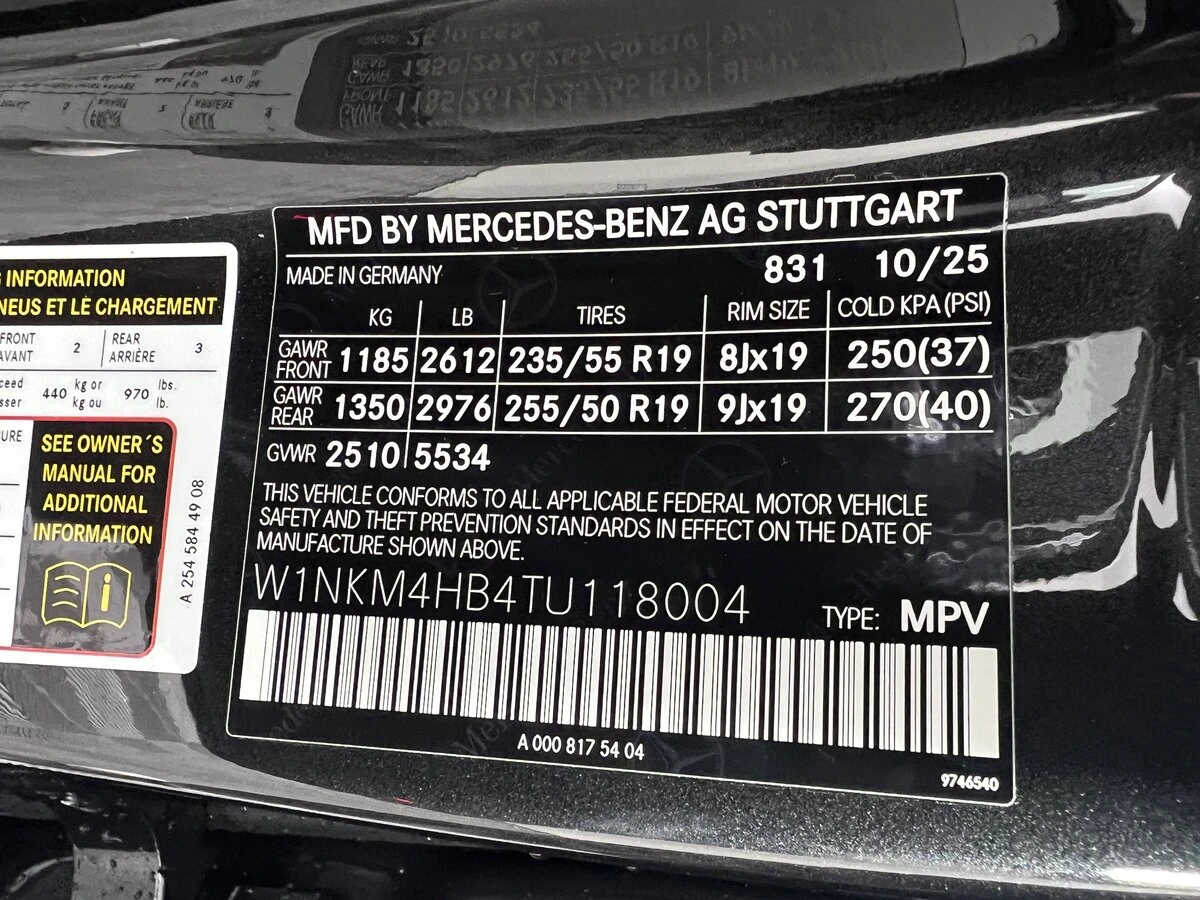 MFD BY MERCEDES-BENZ AG STUTTGART
MADE IN GERMANY 831 10/25
KG LB TIRES RIM SIZE COLD KPA (PSI)
GAWR FRONT 1185 2612 235/55 R19 8Jx19 250(37)
GAWR REAR 1350 2976 255/50 R19 9Jx19 270(40)
GVWR 2510 5534
THIS VEHICLE CONFORMS TO ALL APPLICABLE FEDERAL MOTOR VEHICLE
SAFETY AND THEFT PREVENTION STANDARDS IN EFFECT ON THE DATE OF
MANUFACTURE SHOWN ABOVE.
W1NKM4HB4TU118004 TYPE: MPV
A 000 817 54 04
9746540
INFORMATION
NEUS ET LE CHARGEMENT
FRONT 2 REAR 3
AVANT ARRIÈRE
440 kg or 970 lbs.
kg ou lb.
SEE OWNER´S
MANUAL FOR
ADDITIONAL
INFORMATION
i
A 254 584 49 08